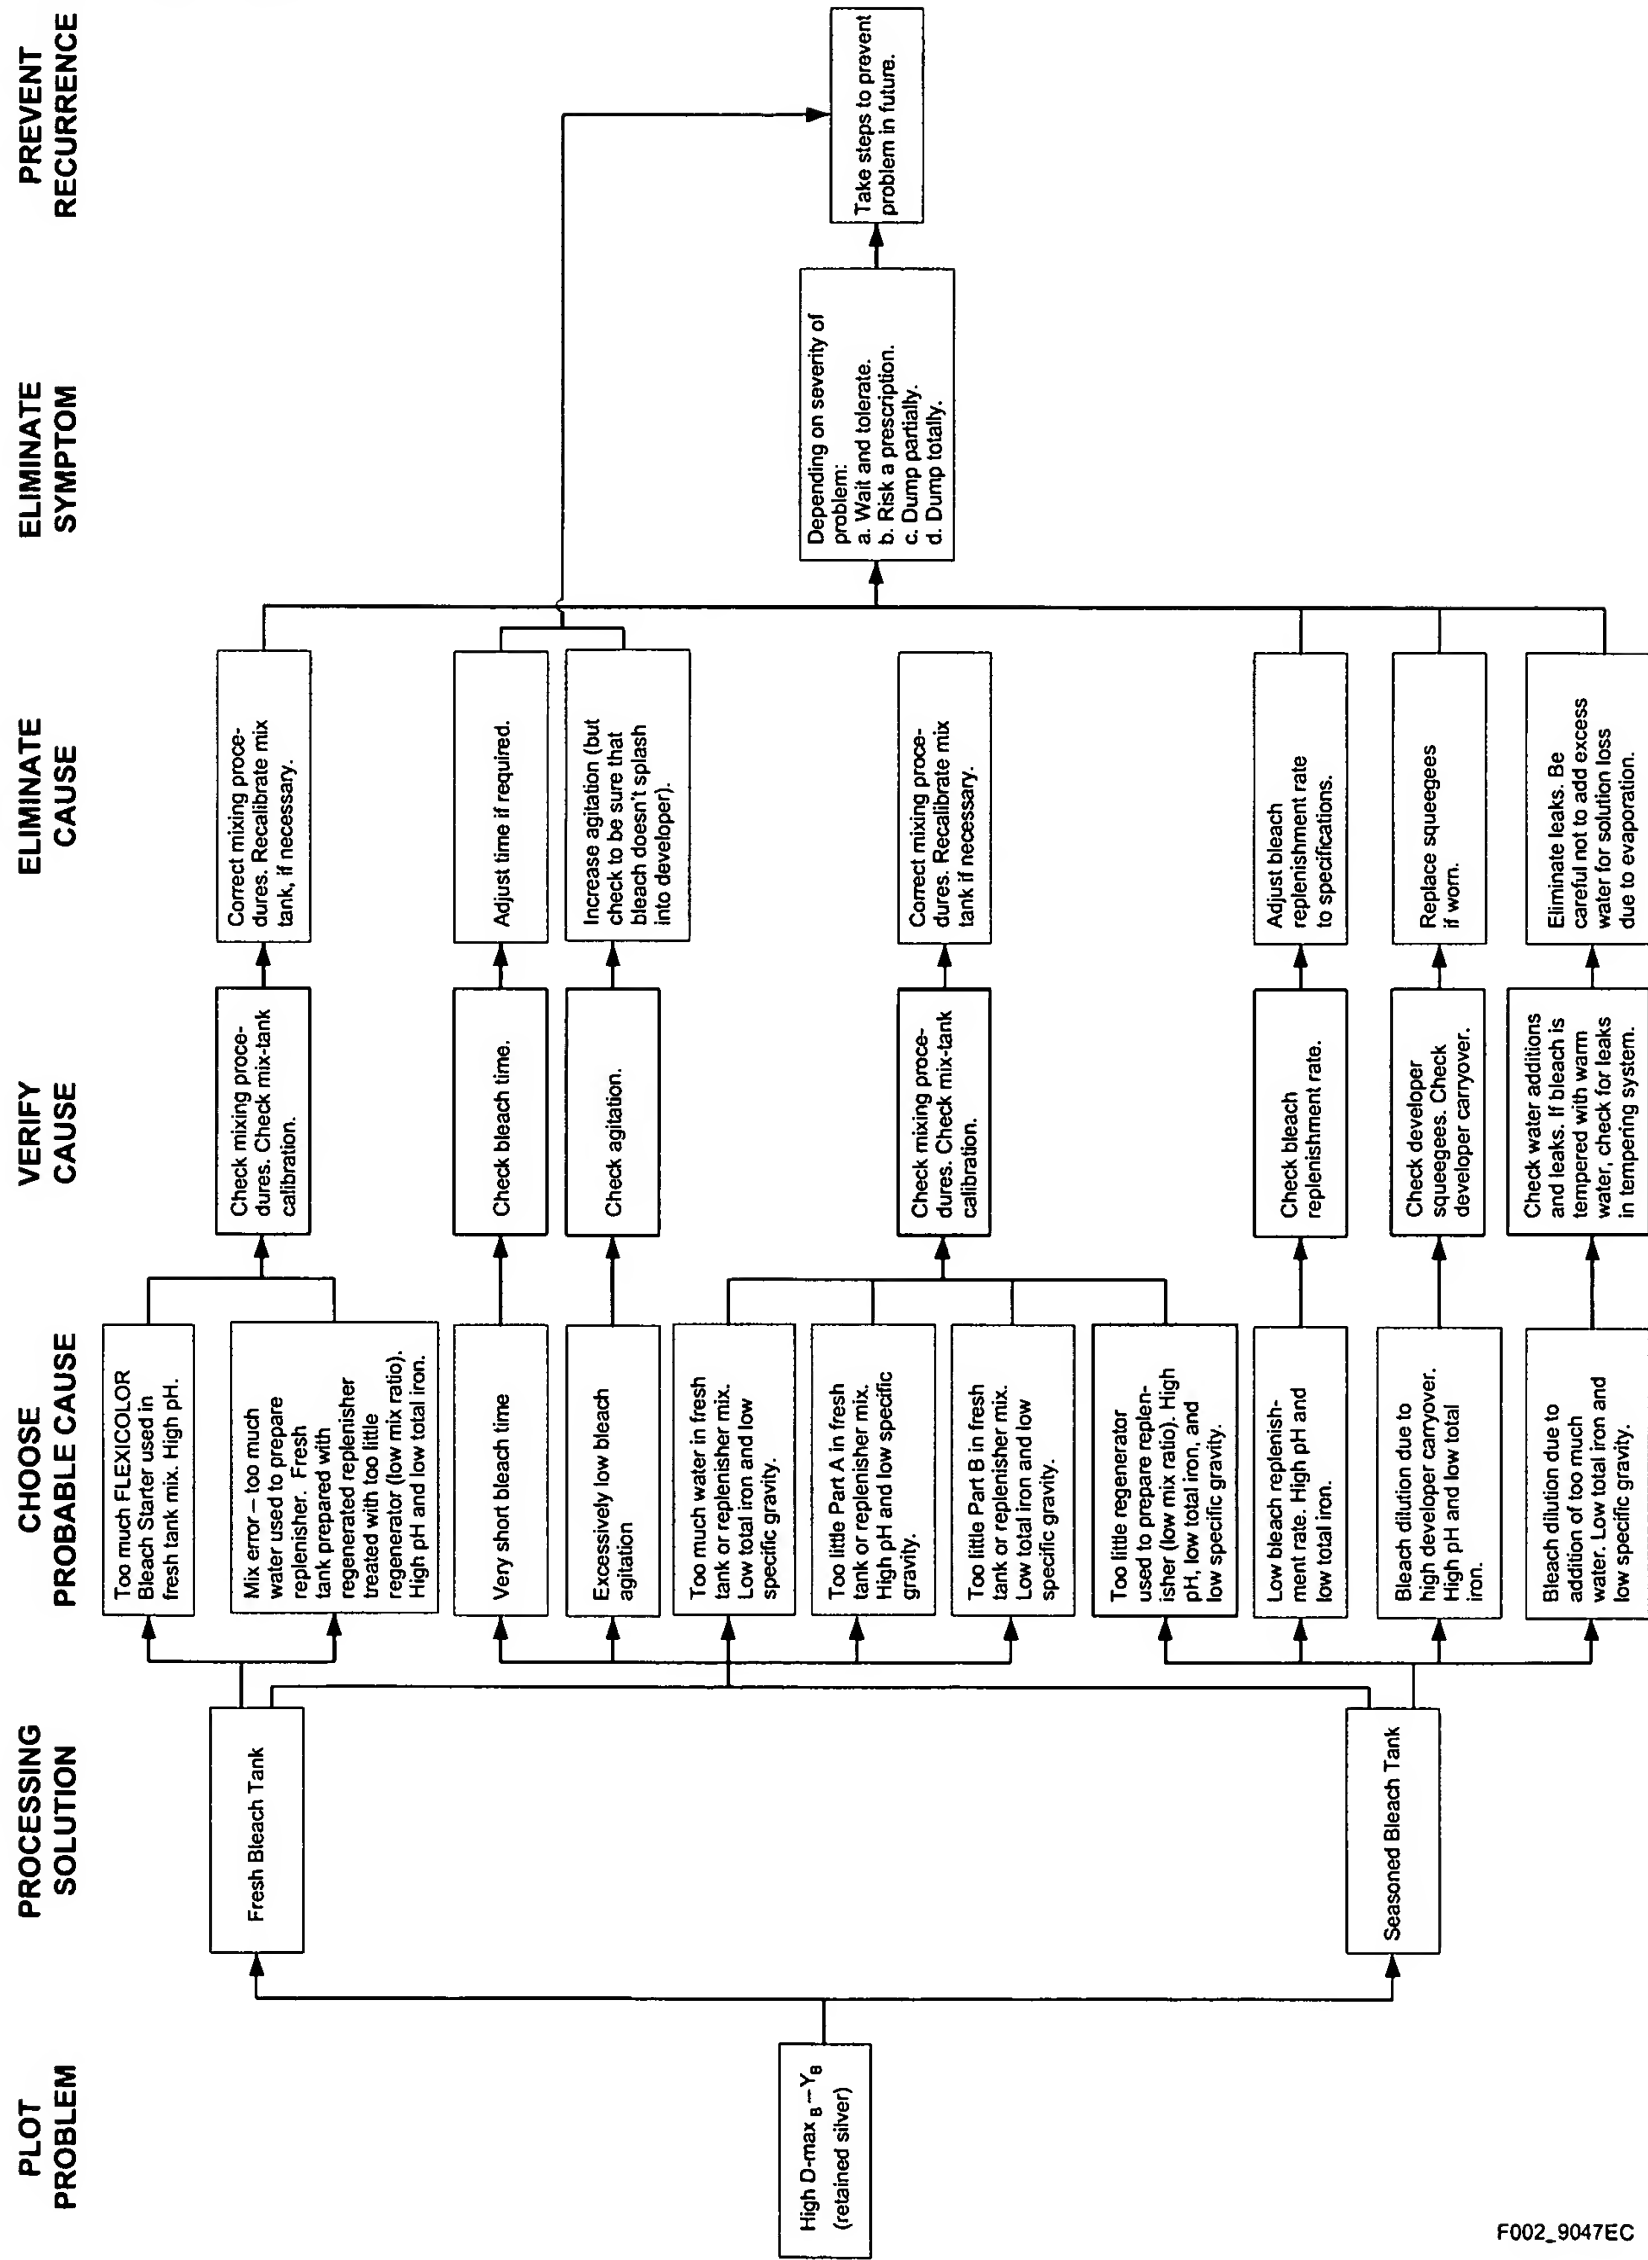 PLOT
PROBLEM
PROCESSING
SOLUTION
CHOOSE
PROBABLE CAUSE
VERIFY
CAUSE
ELIMINATE
CAUSE
ELIMINATE
SYMPTOM
PREVENT
RECURRENCE
High D-max B – YB
(retained silver)
Fresh Bleach Tank
Seasoned Bleach Tank
Too much FLEXICOLOR
Bleach Starter used in
fresh tank mix. High pH.
Mix error – too much
water used to prepare
replenisher. Fresh
tank prepared with
regenerated replenisher
treated with too little
regenerator (low mix ratio).
High pH and low total iron.
Very short bleach time
Excessively low bleach
agitation
Too much water in fresh
tank or replenisher mix.
Low total iron and low
specific gravity.
Too little Part A in fresh
tank or replenisher mix.
High pH and low specific
gravity.
Too little Part B in fresh
tank or replenisher mix.
Low total iron and low
specific gravity.
Too little regenerator
used to prepare replen-
isher (low mix ratio). High
pH, low total iron, and
low specific gravity.
Low bleach replenish-
ment rate. High pH and
low total iron.
Bleach dilution due to
high developer carryover.
High pH and low total
iron.
Bleach dilution due to
addition of too much
water. Low total iron and
low specific gravity.
Check mixing proce-
dures. Check mix-tank
calibration.
Check bleach time.
Check agitation.
Check mixing proce-
dures. Check mix-tank
calibration.
Check bleach
replenishment rate.
Check developer
squeegees. Check
developer carryover.
Check water additions
and leaks. If bleach is
tempered with warm
water, check for leaks
in tempering system.
Correct mixing proce-
dures. Recalibrate mix
tank, if necessary.
Adjust time if required.
Increase agitation (but
check to be sure that
bleach doesn't splash
into developer).
Correct mixing proce-
dures. Recalibrate mix
tank if necessary.
Adjust bleach
replenishment rate
to specifications.
Replace squeegees
if worn.
Eliminate leaks. Be
careful not to add excess
water for solution loss
due to evaporation.
Depending on severity of
problem:
a. Wait and tolerate.
b. Risk a prescription.
c. Dump partially.
d. Dump totally.
Take steps to prevent
problem in future.
F002_9047EC